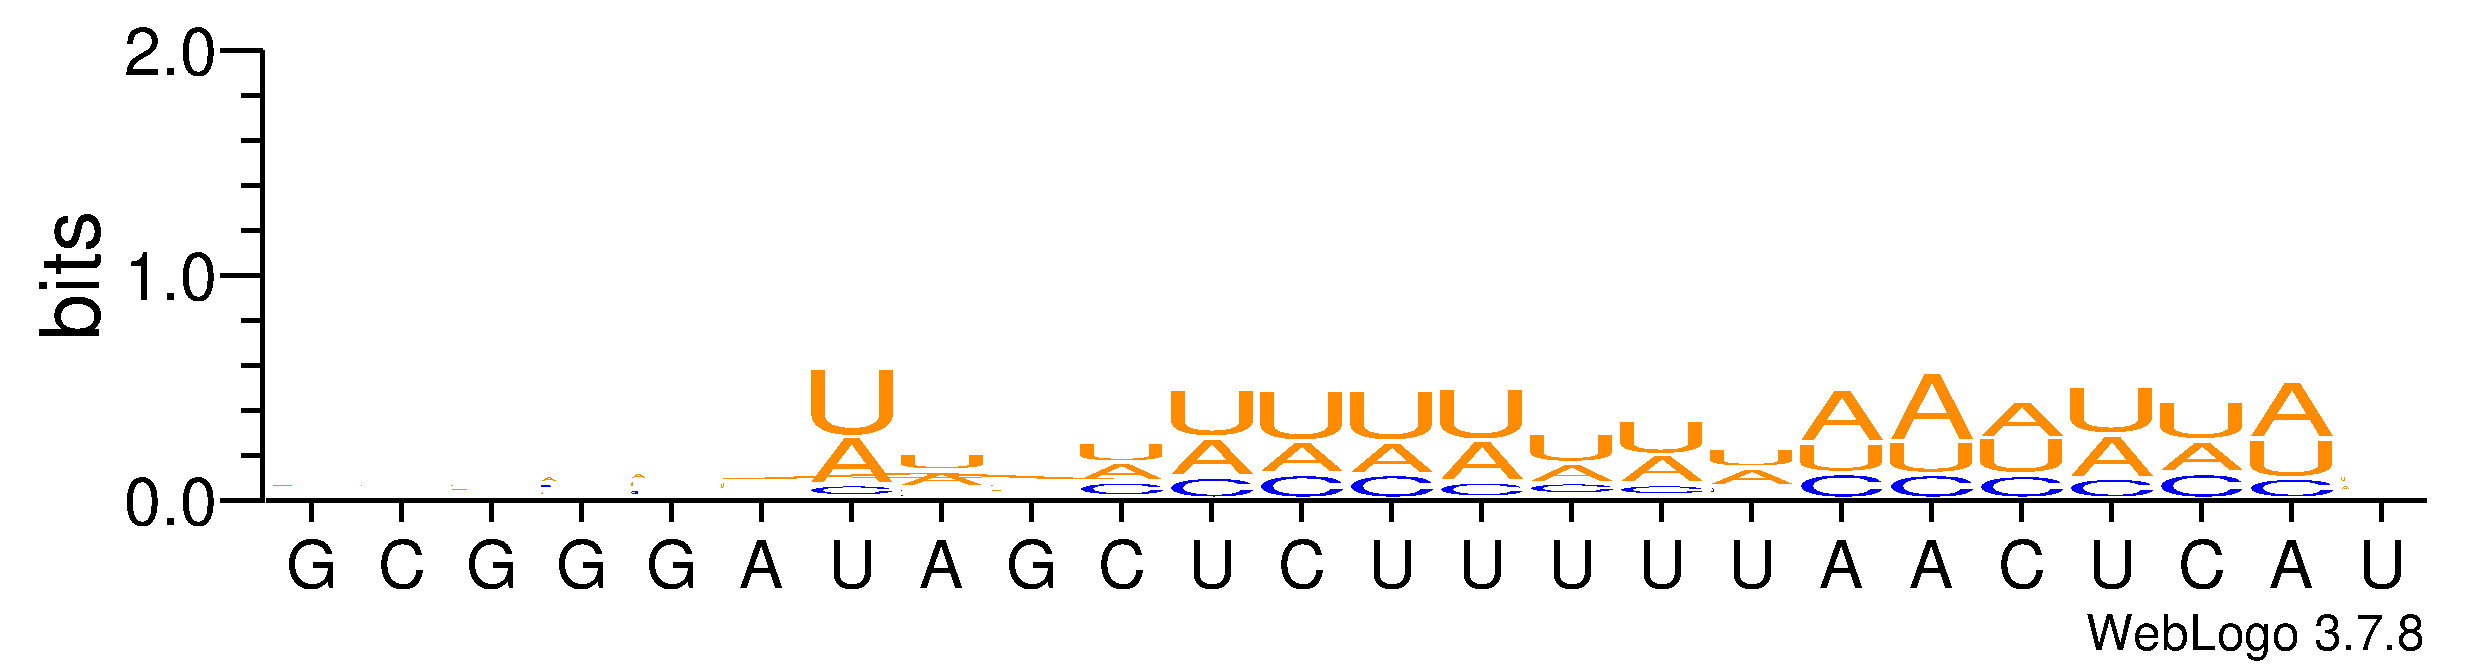 2.0
bits
1.0
0.0
U U U U U U U U U U A A A U U A
A A A A A A A A A A U U U A A U
C C C C C C C C C C C C C C
G C G G G A U A G C U C U U U U U A A C U C A U
WebLogo 3.7.8